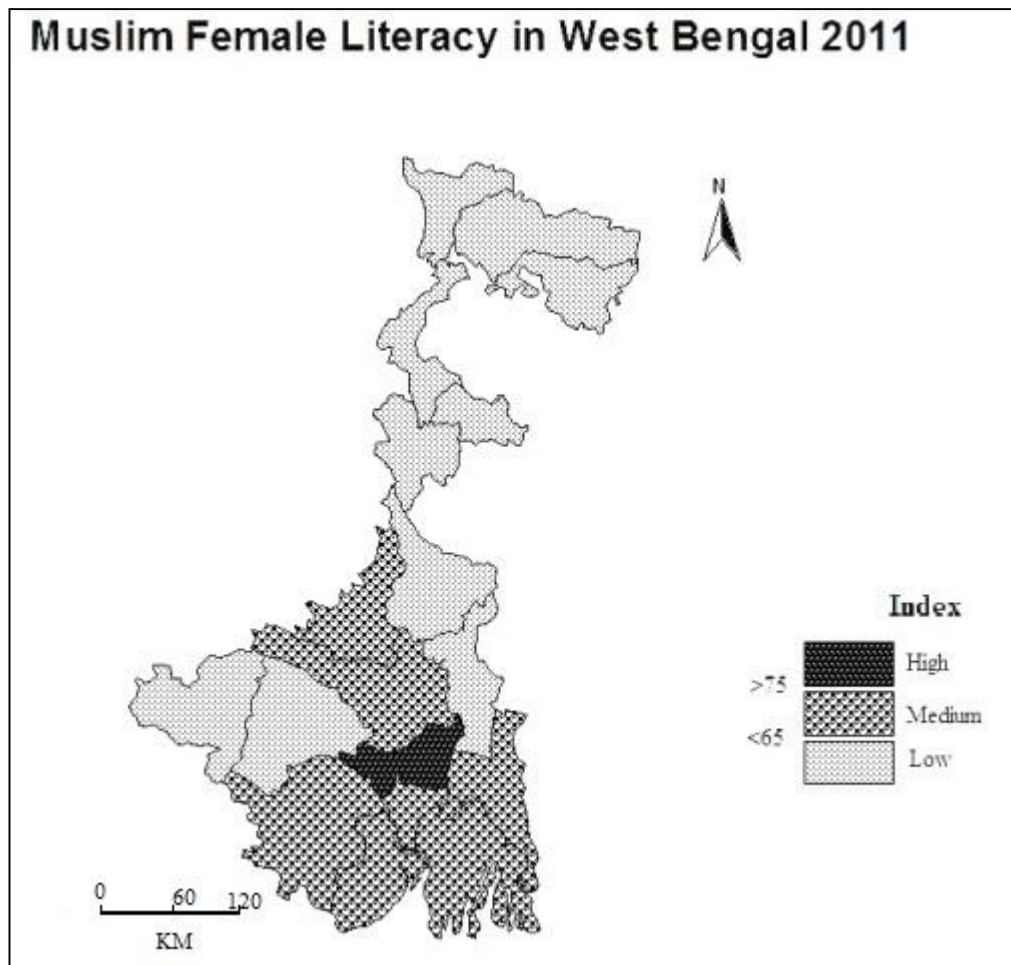 Muslim Female Literacy in West Bengal 2011
N
Index
High
>75
Medium
<65
Low
0 60 120
KM